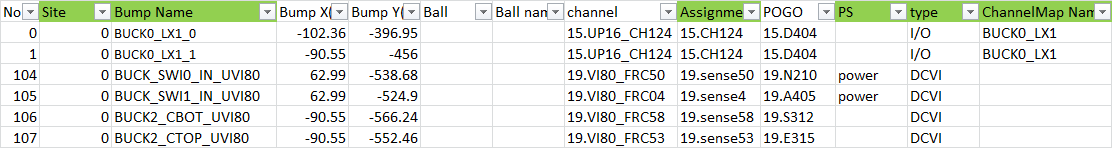 No Site Bump Name Bump X( Bump Y( Ball Ball nam channel Assignme POGO PS type ChannelMap Nam
0 0 BUCK0_LX1_0 -102.36 -396.95 15.UP16_CH124 15.CH124 15.D404 I/O BUCK0_LX1
1 0 BUCK0_LX1_1 -90.55 -456 15.UP16_CH124 15.CH124 15.D404 I/O BUCK0_LX1
104 0 BUCK_SWI0_IN_UVI80 62.99 -538.68 19.VI80_FRC50 19.sense50 19.N210 power DCVI
105 0 BUCK_SWI1_IN_UVI80 62.99 -524.9 19.VI80_FRC04 19.sense4 19.A405 power DCVI
106 0 BUCK2_CBOT_UVI80 -90.55 -566.24 19.VI80_FRC58 19.sense58 19.S312 DCVI
107 0 BUCK2_CTOP_UVI80 -90.55 -552.46 19.VI80_FRC53 19.sense53 19.E315 DCVI